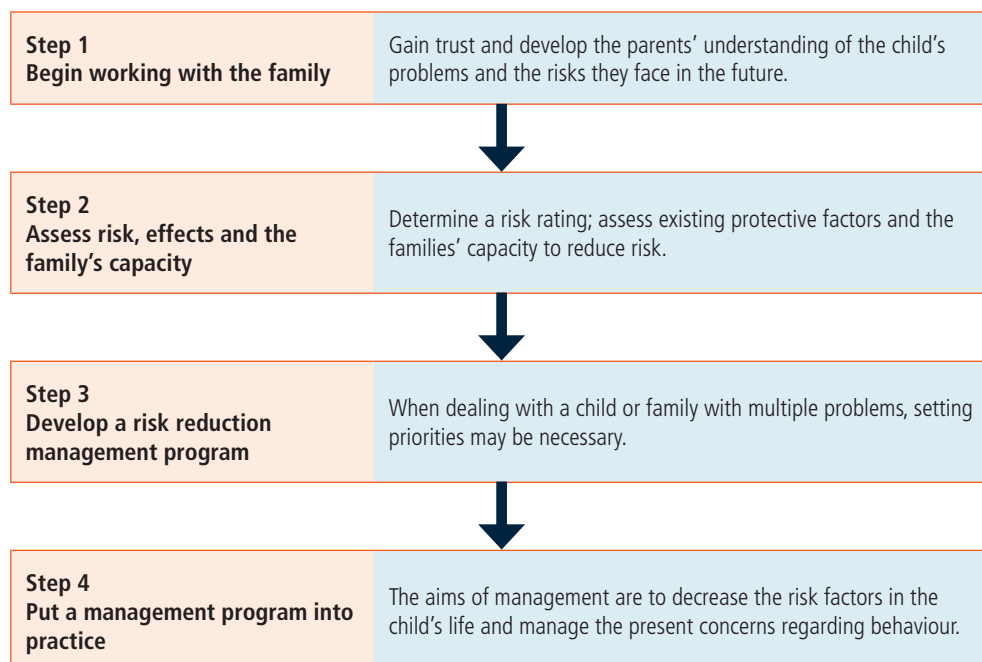 Step 1
Begin working with the family
Gain trust and develop the parents’ understanding of the child’s
problems and the risks they face in the future.
Step 2
Assess risk, effects and the
family’s capacity
Determine a risk rating; assess existing protective factors and the
families’ capacity to reduce risk.
Step 3
Develop a risk reduction
management program
When dealing with a child or family with multiple problems, setting
priorities may be necessary.
Step 4
Put a management program into
practice
The aims of management are to decrease the risk factors in the
child’s life and manage the present concerns regarding behaviour.